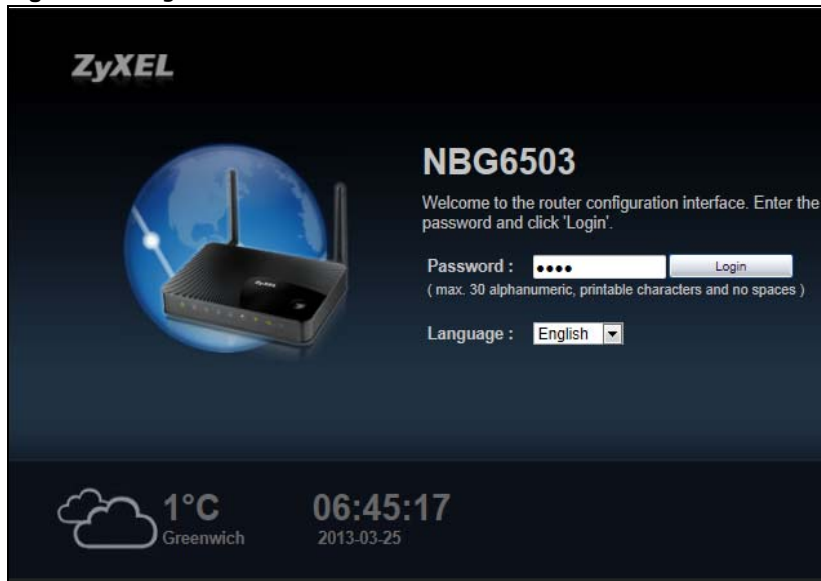 ZyXEL
NBG6503
Welcome to the router configuration interface. Enter the
password and click 'Login'.
Password : ●●●● Login
( max. 30 alphanumeric, printable characters and no spaces )
Language : English
1°C
Greenwich
06:45:17
2013-03-25